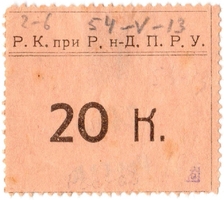 2-6 54-V-13
Р. К. при Р. н-Д. П. Р. У.
20 К.